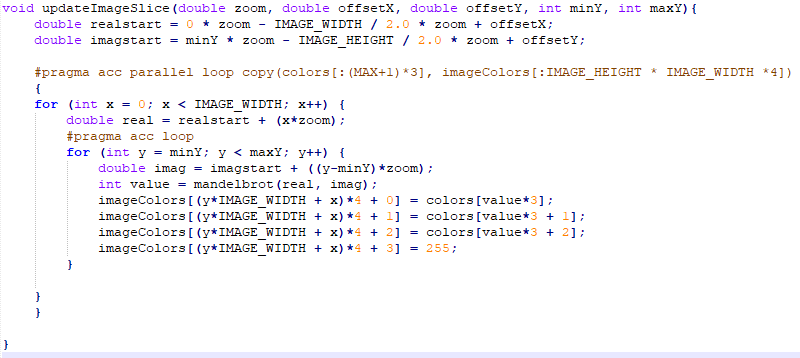 void updateImageSlice(double zoom, double offsetX, double offsetY, int minY, int maxY){
    double realstart = 0 * zoom - IMAGE_WIDTH / 2.0 * zoom + offsetX;
    double imagstart = minY * zoom - IMAGE_HEIGHT / 2.0 * zoom + offsetY;

    #pragma acc parallel loop copy(colors[:(MAX+1)*3], imageColors[:IMAGE_HEIGHT * IMAGE_WIDTH *4])
    {
    for (int x = 0; x < IMAGE_WIDTH; x++) {
        double real = realstart + (x*zoom);
        #pragma acc loop
        for (int y = minY; y < maxY; y++) {
            double imag = imagstart + ((y-minY)*zoom);
            int value = mandelbrot(real, imag);
            imageColors[(y*IMAGE_WIDTH + x)*4 + 0] = colors[value*3];
            imageColors[(y*IMAGE_WIDTH + x)*4 + 1] = colors[value*3 + 1];
            imageColors[(y*IMAGE_WIDTH + x)*4 + 2] = colors[value*3 + 2];
            imageColors[(y*IMAGE_WIDTH + x)*4 + 3] = 255;
        }

    }
    }

}